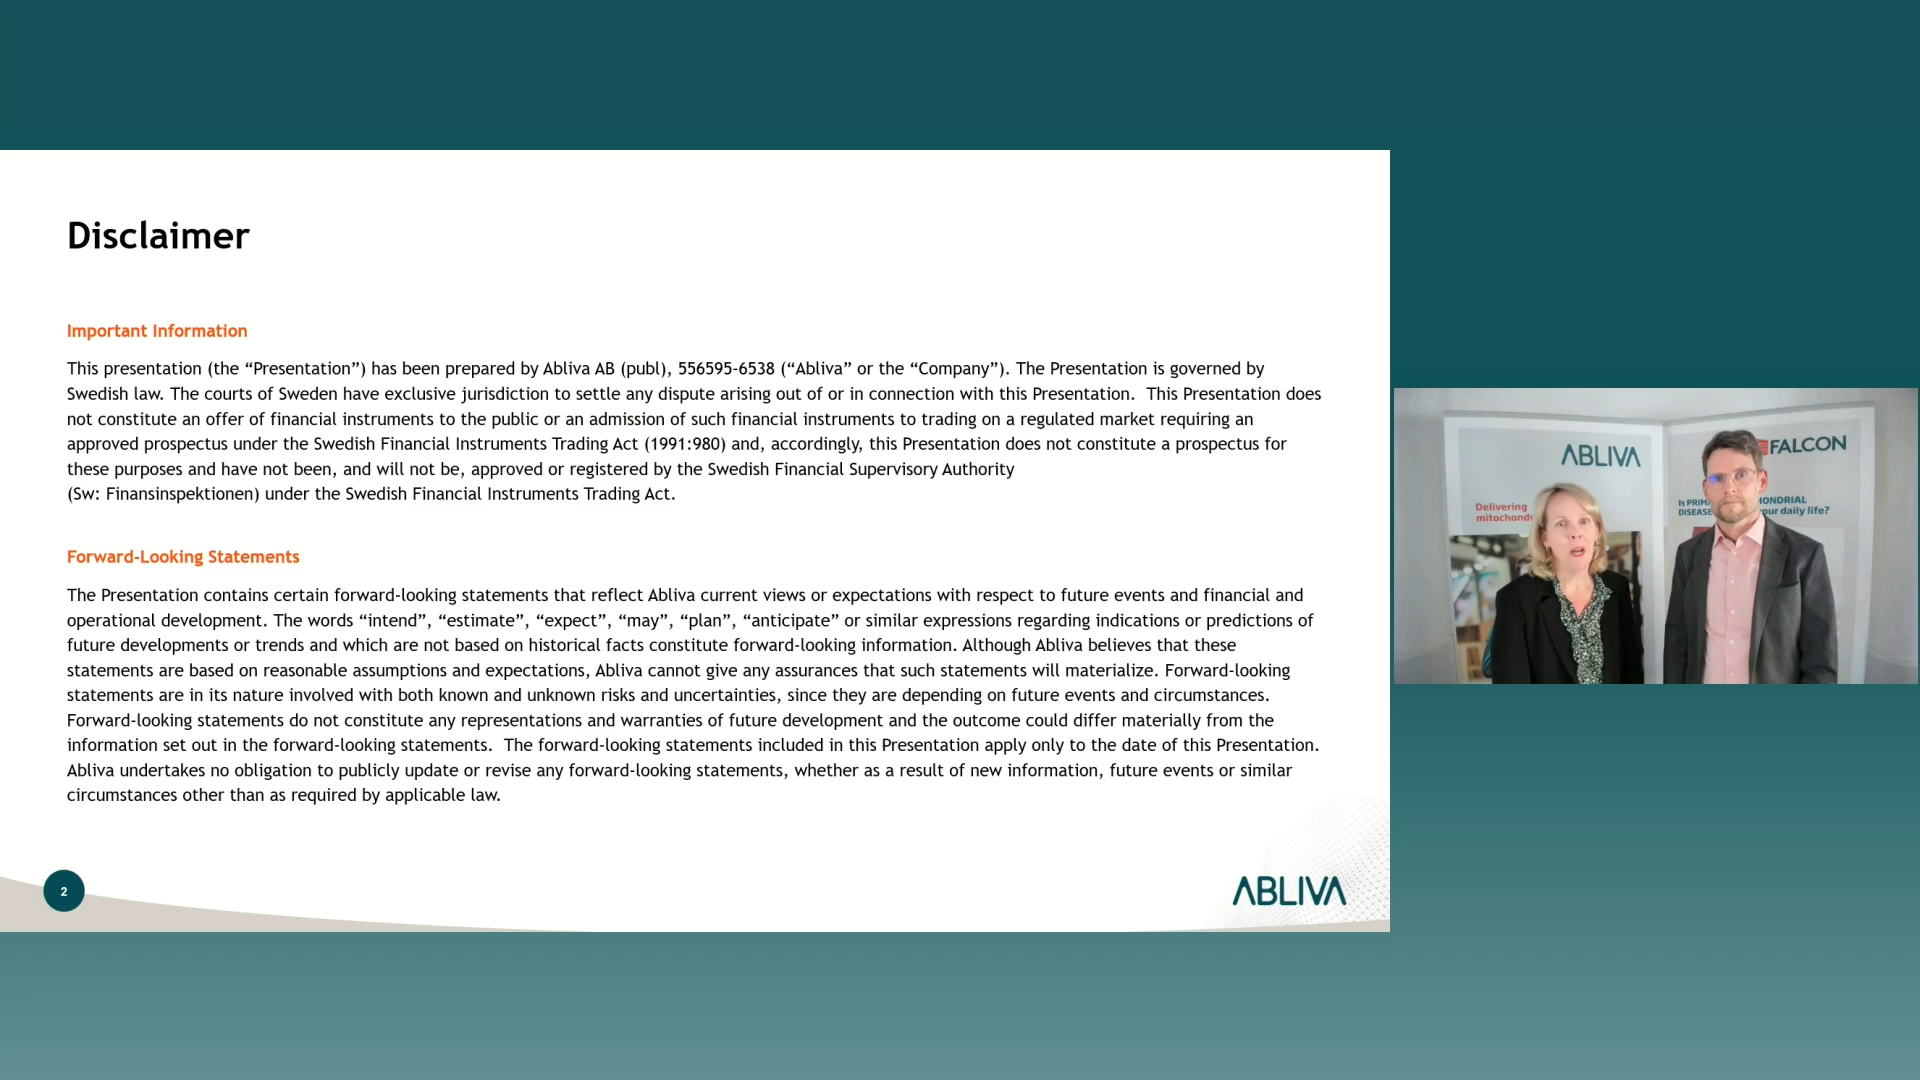 Disclaimer
Important Information
This presentation (the “Presentation”) has been prepared by Abliva AB (publ), 556595-6538 (“Abliva” or the “Company”). The Presentation is governed by
Swedish law. The courts of Sweden have exclusive jurisdiction to settle any dispute arising out of or in connection with this Presentation.  This Presentation does
not constitute an offer of financial instruments to the public or an admission of such financial instruments to trading on a regulated market requiring an
approved prospectus under the Swedish Financial Instruments Trading Act (1991:980) and, accordingly, this Presentation does not constitute a prospectus for
these purposes and have not been, and will not be, approved or registered by the Swedish Financial Supervisory Authority
(Sw: Finansinspektionen) under the Swedish Financial Instruments Trading Act.
Forward-Looking Statements
The Presentation contains certain forward-looking statements that reflect Abliva current views or expectations with respect to future events and financial and
operational development. The words “intend”, “estimate”, “expect”, “may”, “plan”, “anticipate” or similar expressions regarding indications or predictions of
future developments or trends and which are not based on historical facts constitute forward-looking information. Although Abliva believes that these
statements are based on reasonable assumptions and expectations, Abliva cannot give any assurances that such statements will materialize. Forward-looking
statements are in its nature involved with both known and unknown risks and uncertainties, since they are depending on future events and circumstances.
Forward-looking statements do not constitute any representations and warranties of future development and the outcome could differ materially from the
information set out in the forward-looking statements.  The forward-looking statements included in this Presentation apply only to the date of this Presentation.
Abliva undertakes no obligation to publicly update or revise any forward-looking statements, whether as a result of new information, future events or similar
circumstances other than as required by applicable law.
2
ABLIVA
ABLIVA
Delivering
mitochond
FALCON
Is PRIM HONDRIAL
DISEASE our daily life?